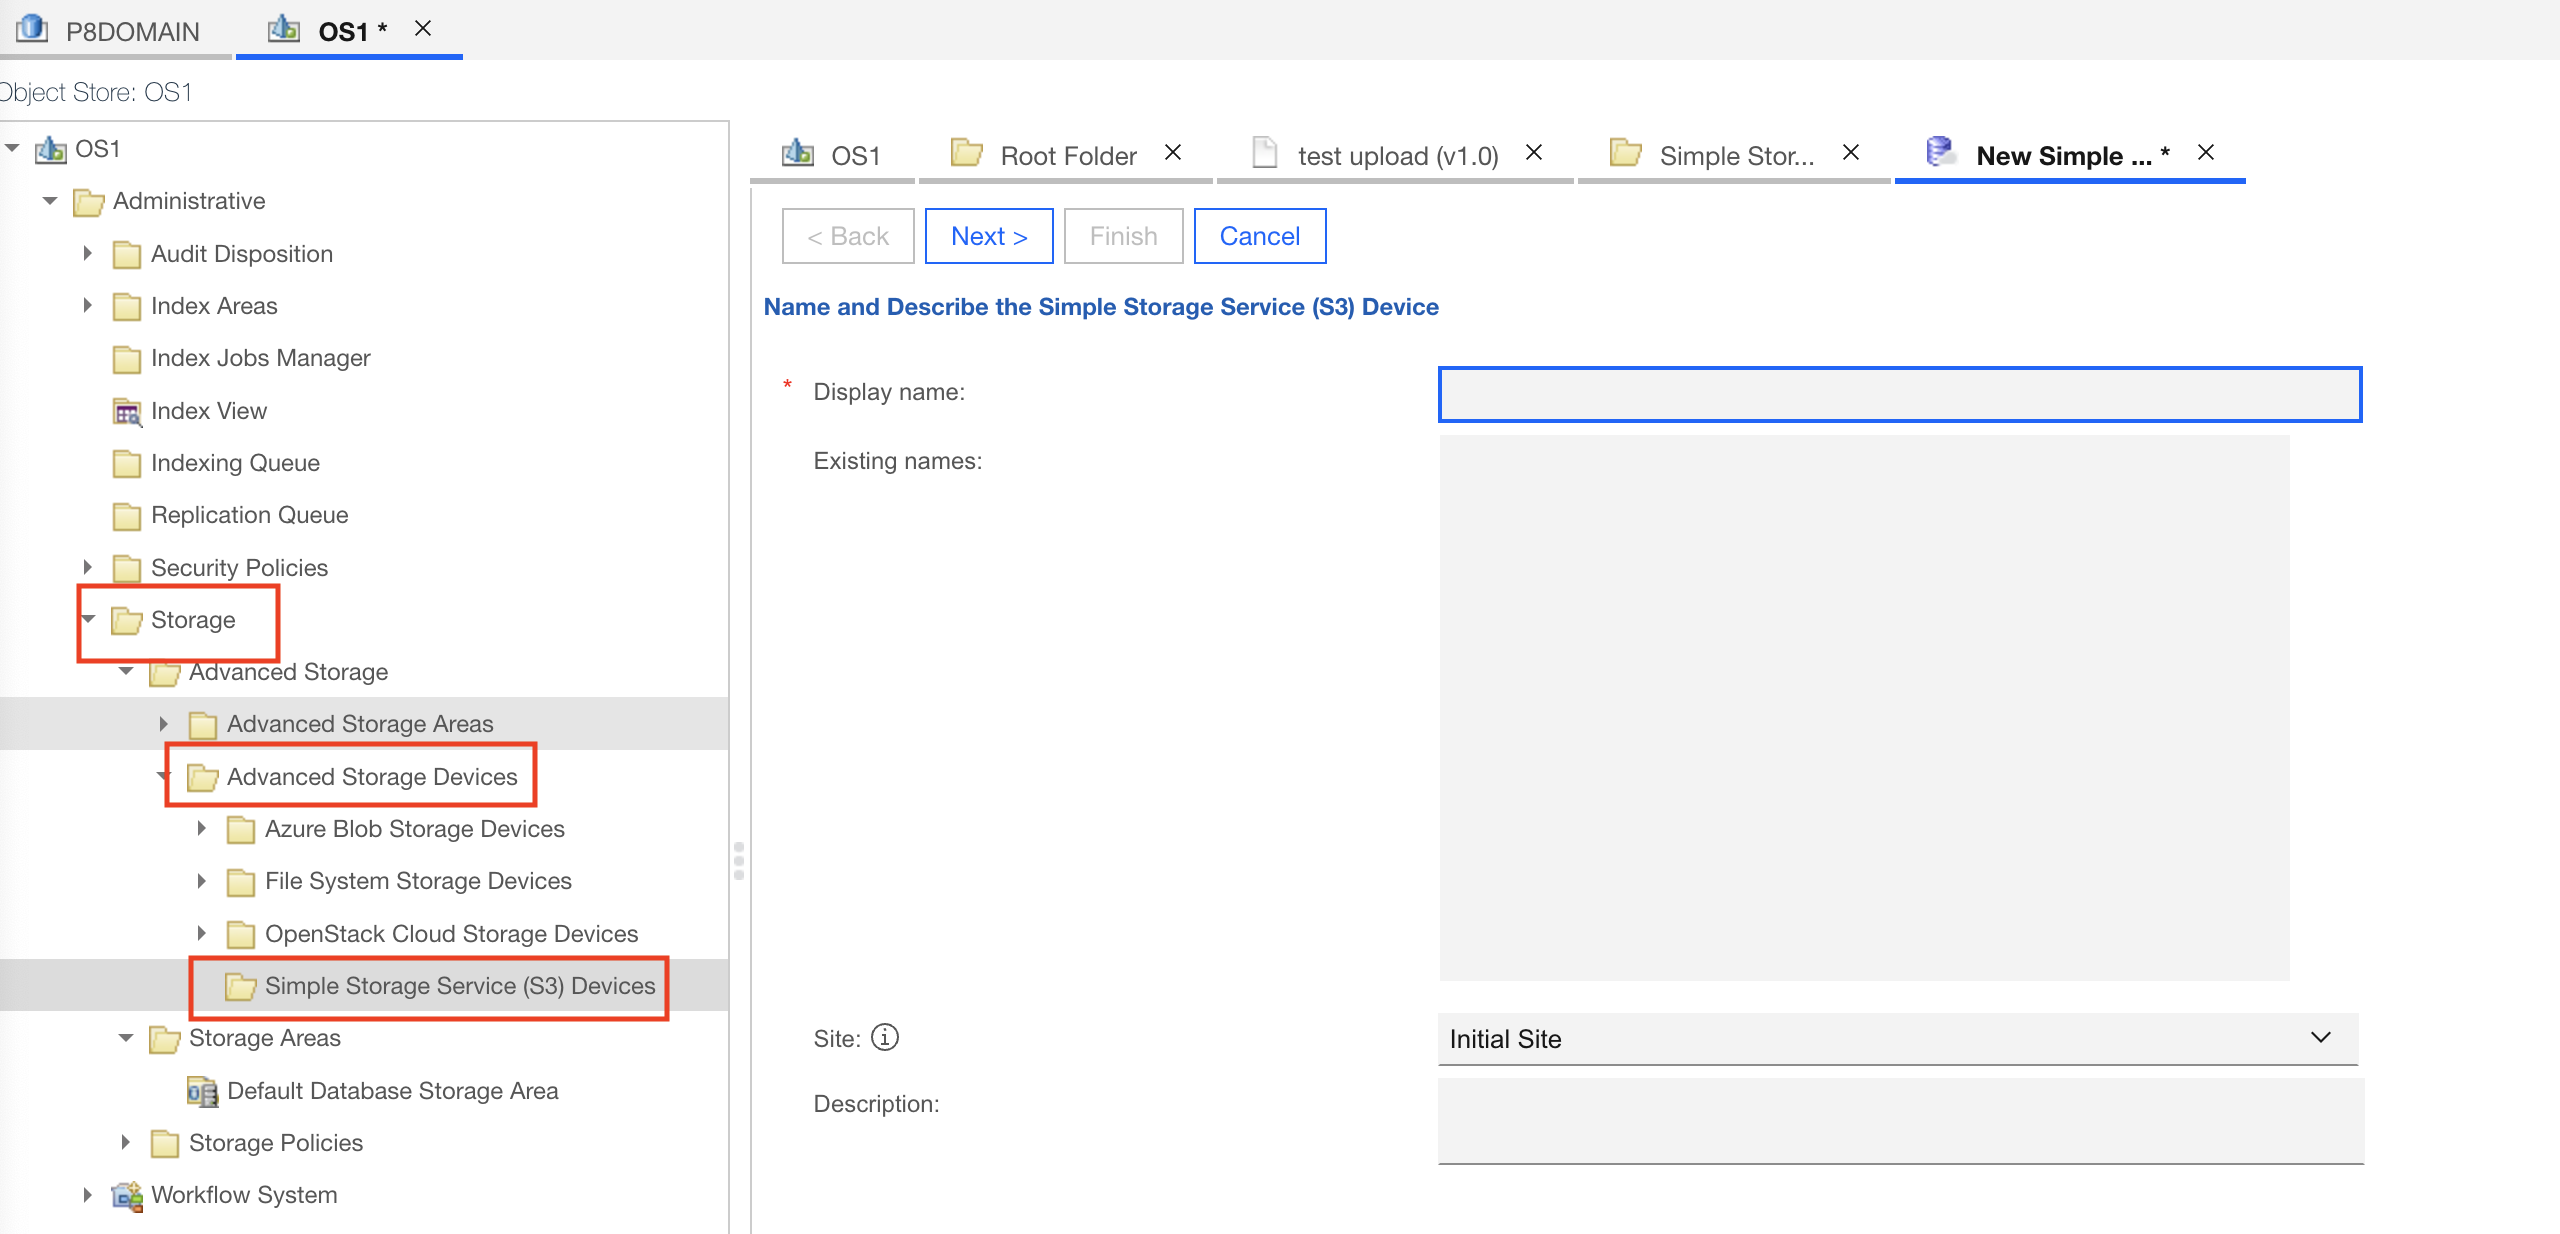 P8DOMAIN OS1 *
Object Store: OS1
OS1
Administrative
Audit Disposition
Index Areas
Index Jobs Manager
Index View
Indexing Queue
Replication Queue
Security Policies
Storage
Advanced Storage
Advanced Storage Areas
Advanced Storage Devices
Azure Blob Storage Devices
File System Storage Devices
OpenStack Cloud Storage Devices
Simple Storage Service (S3) Devices
Storage Areas
Default Database Storage Area
Storage Policies
Workflow System
OS1 Root Folder test upload (v1.0) Simple Stor... New Simple ... *
< Back Next > Finish Cancel
Name and Describe the Simple Storage Service (S3) Device
* Display name:
Existing names:
Site: Initial Site
Description: